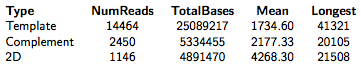 Type NumReads TotalBases Mean Longest
Template 14464 25089217 1734.60 41321
Complement 2450 5334455 2177.33 20105
2D 1146 4891470 4268.30 21508